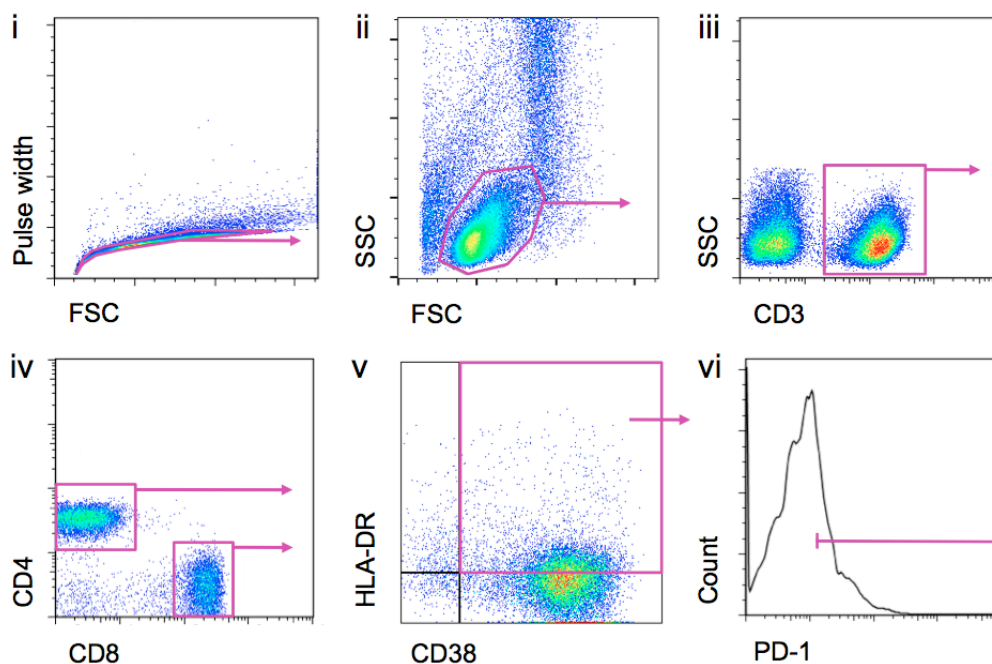 i
Pulse width
FSC
ii
SSC
FSC
iii
SSC
CD3
iv
CD4
CD8
v
HLA-DR
CD38
vi
Count
PD-1